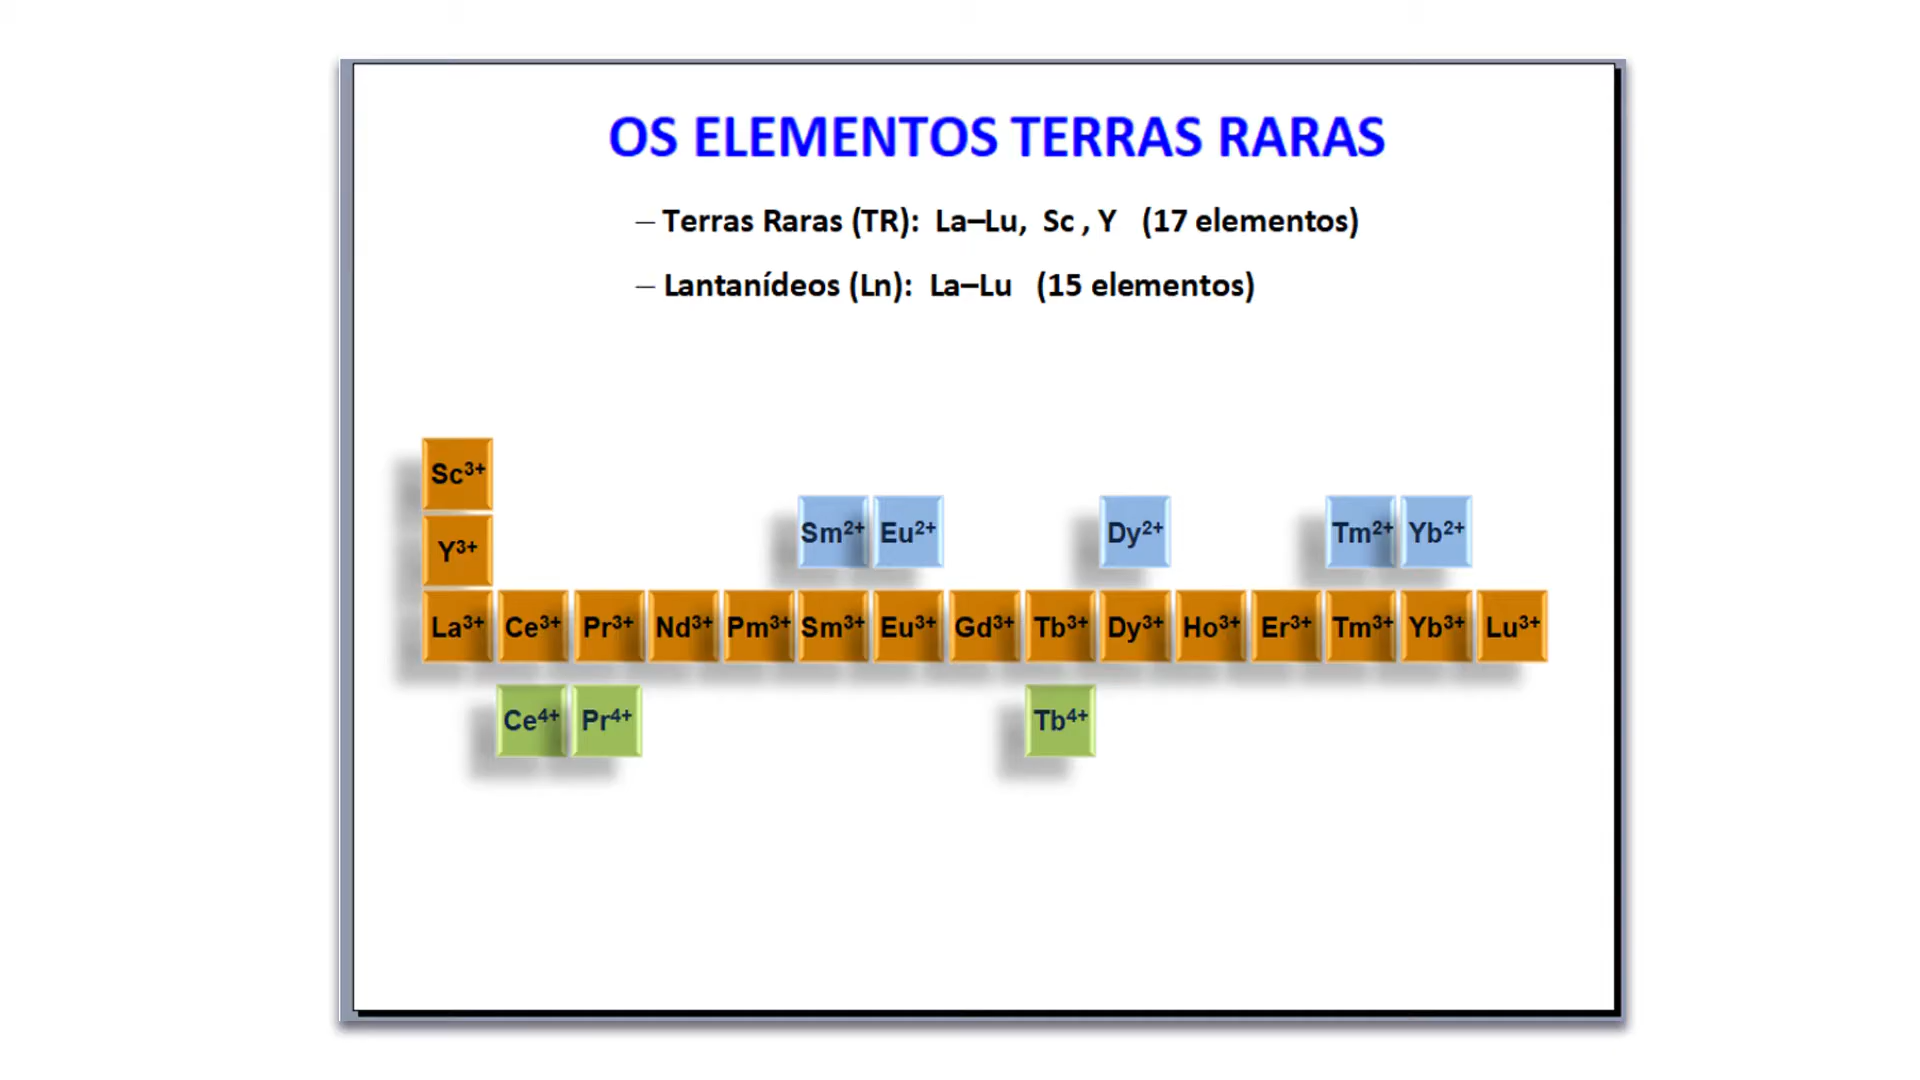 OS ELEMENTOS TERRAS RARAS
– Terras Raras (TR): La–Lu, Sc , Y (17 elementos)
– Lantanídeos (Ln): La–Lu (15 elementos)
Sc³⁺
Sm²⁺ Eu²⁺ Dy²⁺ Tm²⁺ Yb²⁺
Y³⁺
La³⁺ Ce³⁺ Pr³⁺ Nd³⁺ Pm³⁺ Sm³⁺ Eu³⁺ Gd³⁺ Tb³⁺ Dy³⁺ Ho³⁺ Er³⁺ Tm³⁺ Yb³⁺ Lu³⁺
Ce⁴⁺ Pr⁴⁺ Tb⁴⁺